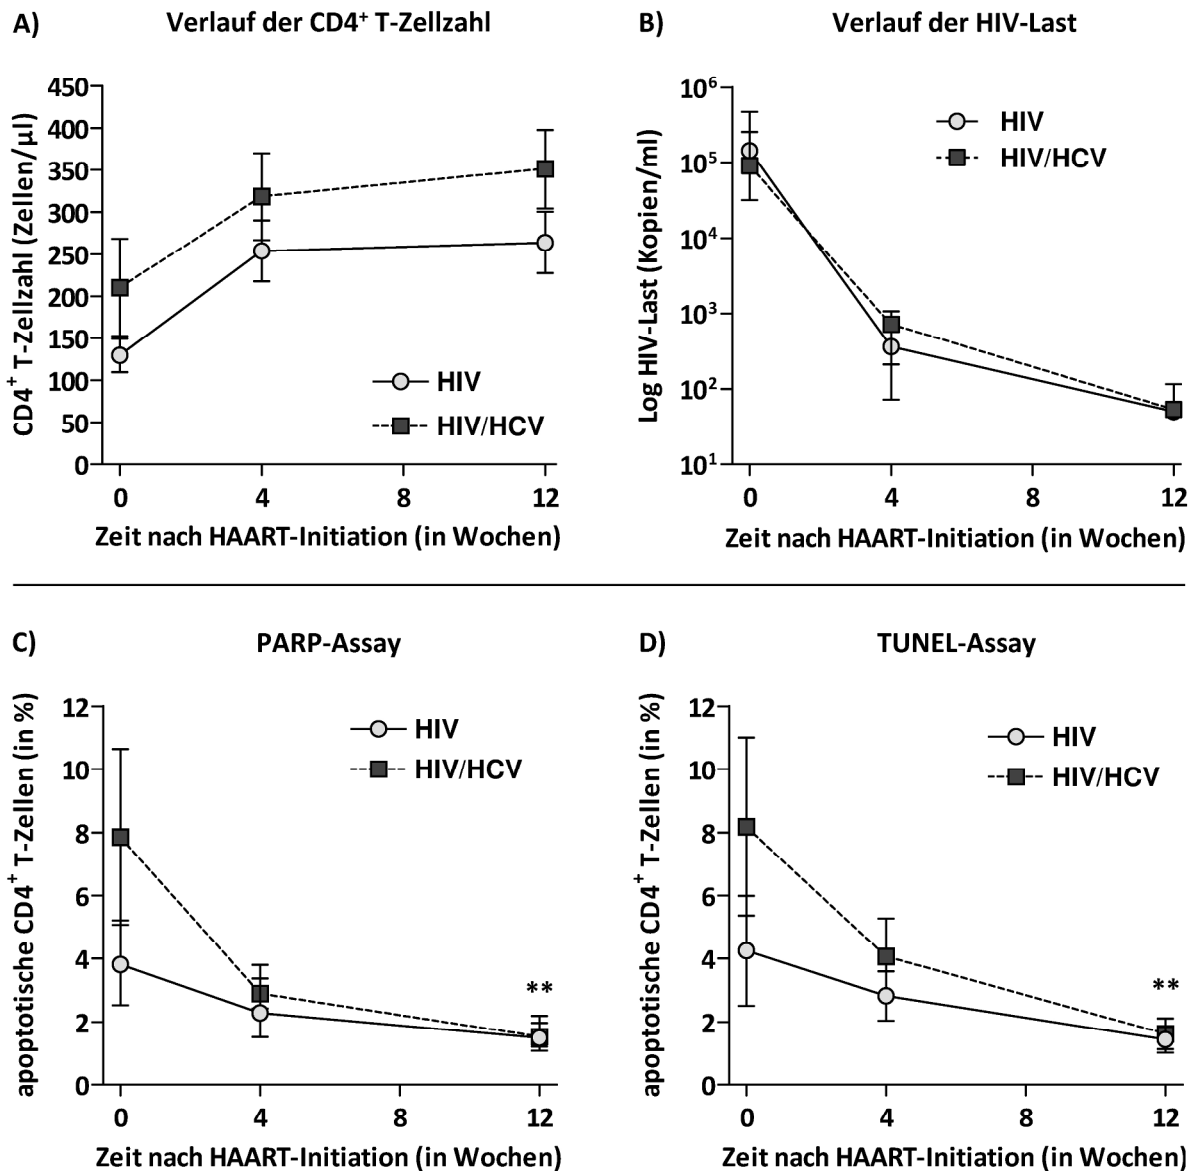 A) Verlauf der CD4⁺ T-Zellzahl
CD4⁺ T-Zellzahl (Zellen/µl)
450
400
350
300
250
200
150
100
50
0
HIV
HIV/HCV
0 4 8 12
Zeit nach HAART-Initiation (in Wochen)
B) Verlauf der HIV-Last
Log HIV-Last (Kopien/ml)
10⁶
10⁵
10⁴
10³
10²
10¹
HIV
HIV/HCV
0 4 8 12
Zeit nach HAART-Initiation (in Wochen)
C) PARP-Assay
apoptotische CD4⁺ T-Zellen (in %)
12
10
8
6
4
2
0
HIV
HIV/HCV
**
0 4 8 12
Zeit nach HAART-Initiation (in Wochen)
D) TUNEL-Assay
apoptotische CD4⁺ T-Zellen (in %)
12
10
8
6
4
2
0
HIV
HIV/HCV
**
0 4 8 12
Zeit nach HAART-Initiation (in Wochen)